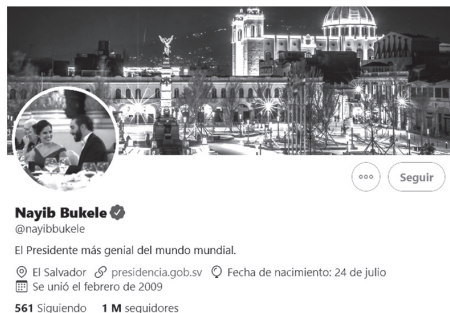 Seguir
Nayib Bukele
@nayibbukele
El Presidente más genial del mundo mundial.
El Salvador presidencia.gob.sv Fecha de nacimiento: 24 de julio
Se unió el febrero de 2009
561 Siguiendo 1 M seguidores